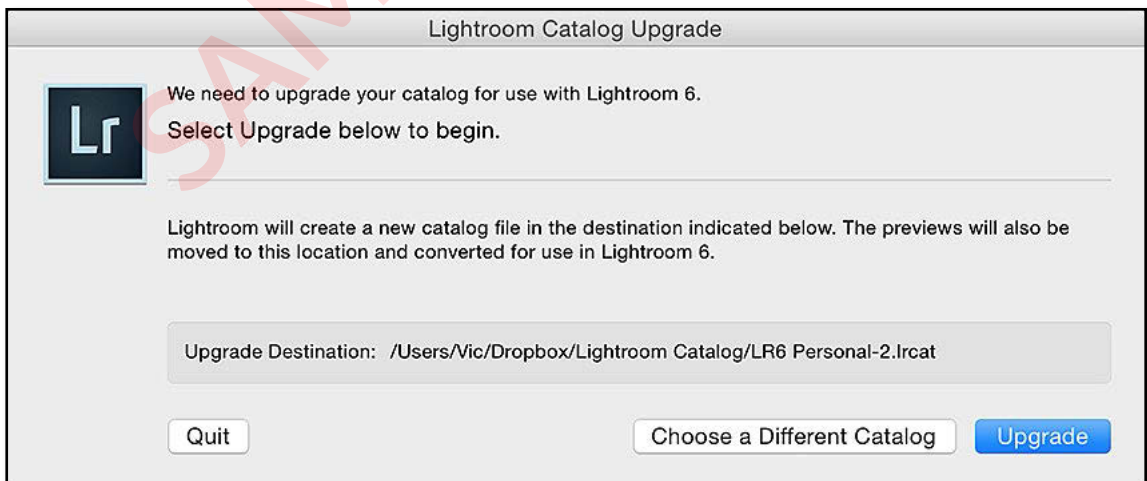 Lightroom Catalog Upgrade
Lr
We need to upgrade your catalog for use with Lightroom 6.
Select Upgrade below to begin.
Lightroom will create a new catalog file in the destination indicated below. The previews will also be
moved to this location and converted for use in Lightroom 6.
Upgrade Destination: /Users/Vic/Dropbox/Lightroom Catalog/LR6 Personal-2.lrcat
Quit
Choose a Different Catalog
Upgrade
SAM